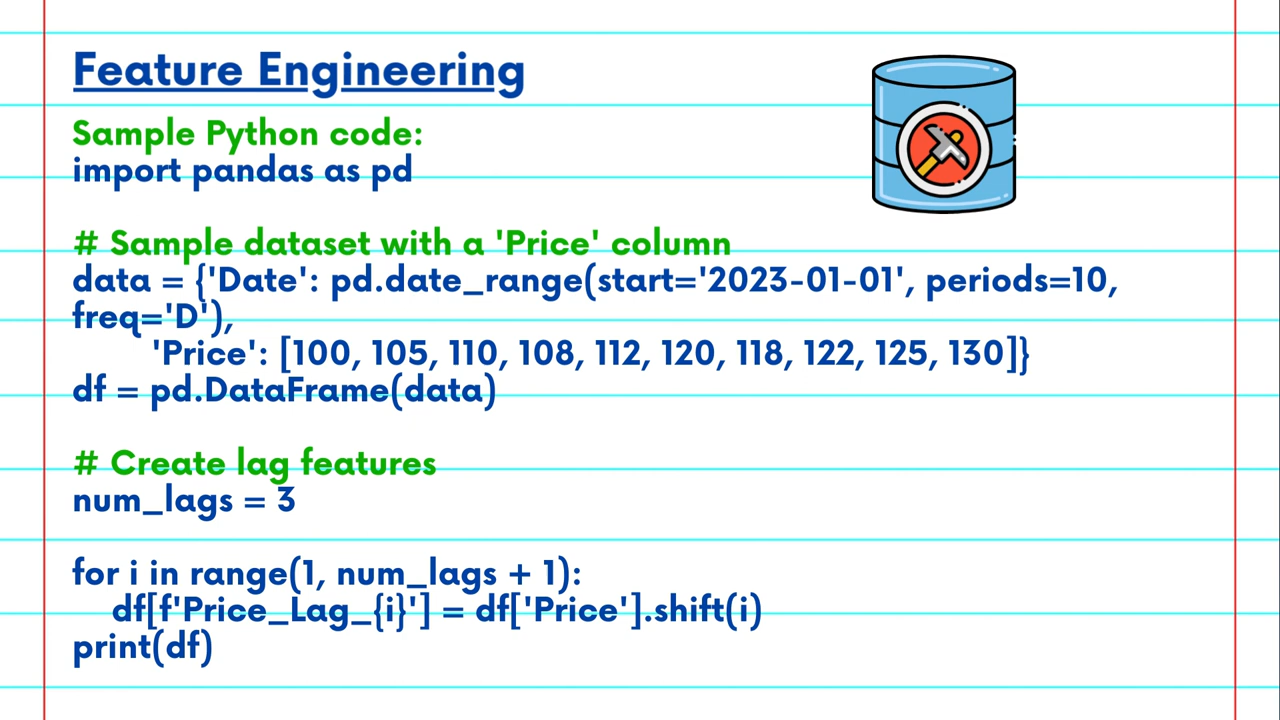 Feature Engineering
Sample Python code:
import pandas as pd
# Sample dataset with a 'Price' column
data = {'Date': pd.date_range(start='2023-01-01', periods=10,
freq='D'),
'Price': [100, 105, 110, 108, 112, 120, 118, 122, 125, 130]}
df = pd.DataFrame(data)
# Create lag features
num_lags = 3
for i in range(1, num_lags + 1):
df[f'Price_Lag_{i}'] = df['Price'].shift(i)
print(df)